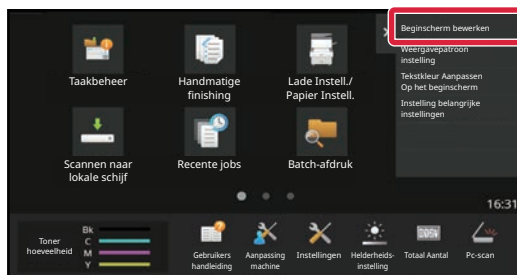 Taakbeheer
Handmatige
finishing
Lade Instell./
Papier Instell.
Scannen naar
lokale schijf
Recente jobs
Batch-afdruk
Beginscherm bewerken
Weergavepatroon
instelling
Tekstkleur Aanpassen
Op het beginscherm
Instelling belangrijke
instellingen
16:31
Toner
hoeveelheid
Bk
C
M
Y
Gebruikers
handleiding
Aanpassing
machine
Instellingen
Helderheids-
instelling
Totaal Aantal
Pc-scan